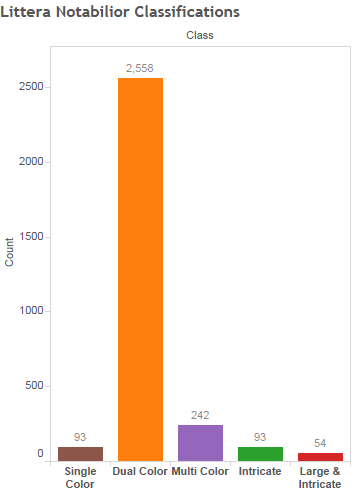 Littera Notabilior Classifications
Class
2500
2000
1500
1000
500
0
Count
2,558
242
93
93
54
Single Color
Dual Color
Multi Color
Intricate
Large & Intricate